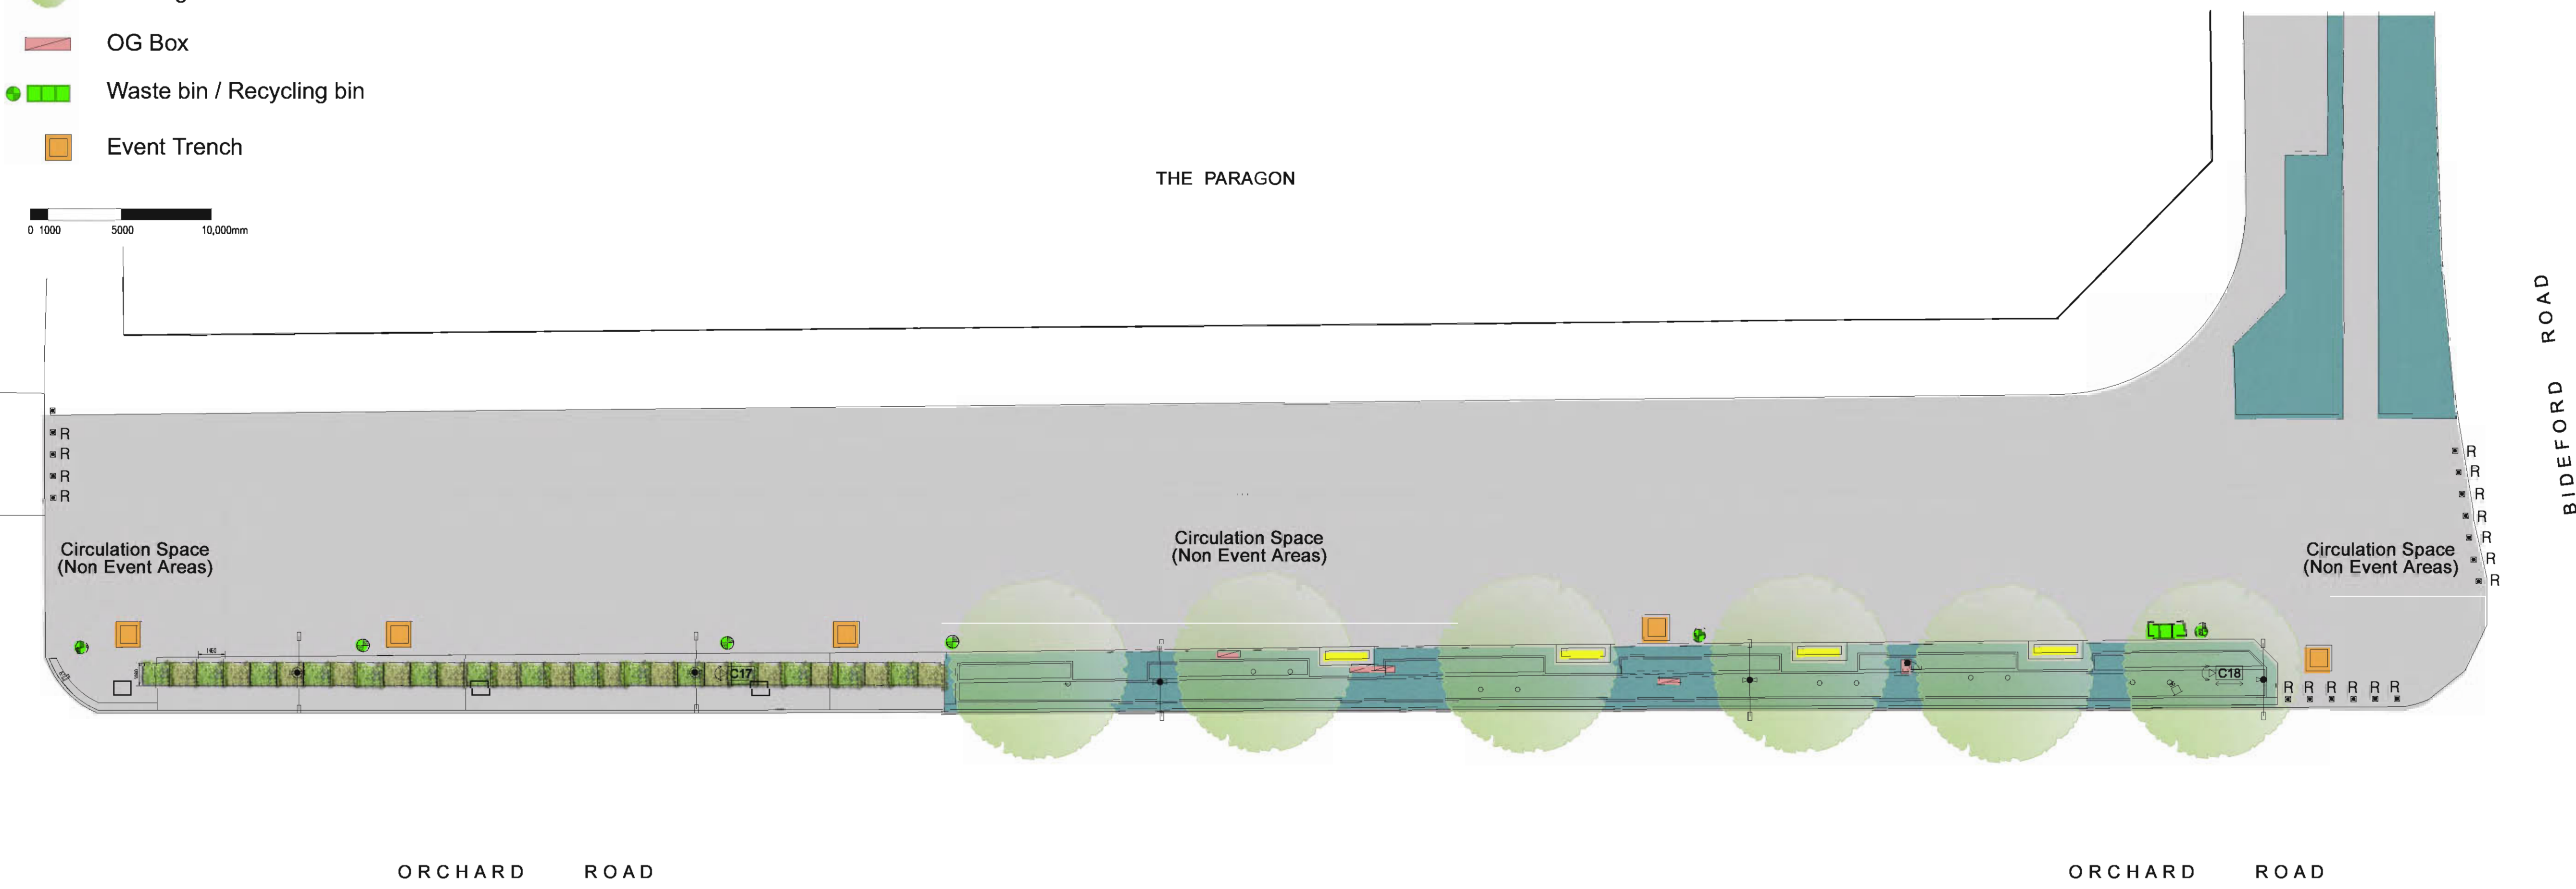 OG Box
Waste bin / Recycling bin
Event Trench
0 1000 5000 10,000mm
THE PARAGON
BIDEFORD ROAD
R
R
R
R
R
R
R
R
R
R
R
Circulation Space
(Non Event Areas)
Circulation Space
(Non Event Areas)
Circulation Space
(Non Event Areas)
C17
C18
R R R R R R
ORCHARD ROAD
ORCHARD ROAD